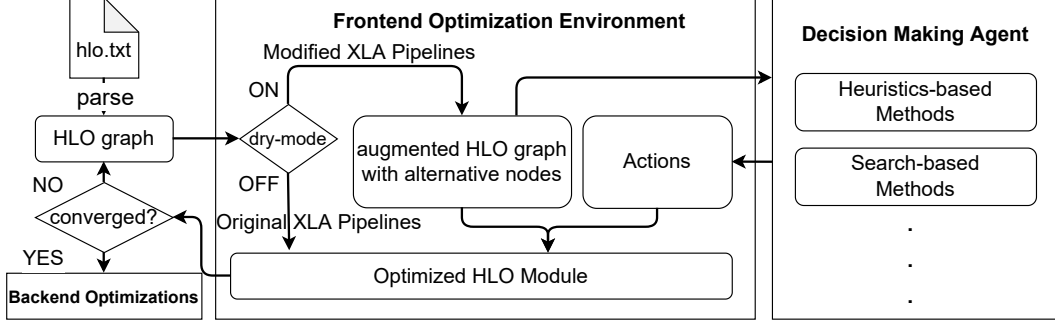 hlo.txt
parse
HLO graph
NO
converged?
YES
Backend Optimizations
Frontend Optimization Environment
Modified XLA Pipelines
ON
dry-mode
OFF
Original XLA Pipelines
augmented HLO graph
with alternative nodes
Actions
Optimized HLO Module
Decision Making Agent
Heuristics-based
Methods
Search-based
Methods
.
.
.